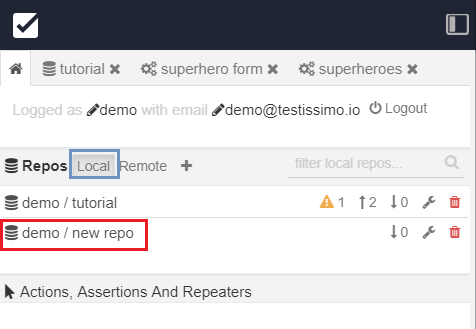 tutorial superhero form superheroes
Logged as demo with email demo@testissimo.io Logout
Repos Local Remote + filter local repos...
demo / tutorial 1 2 0
demo / new repo 0
Actions, Assertions And Repeaters